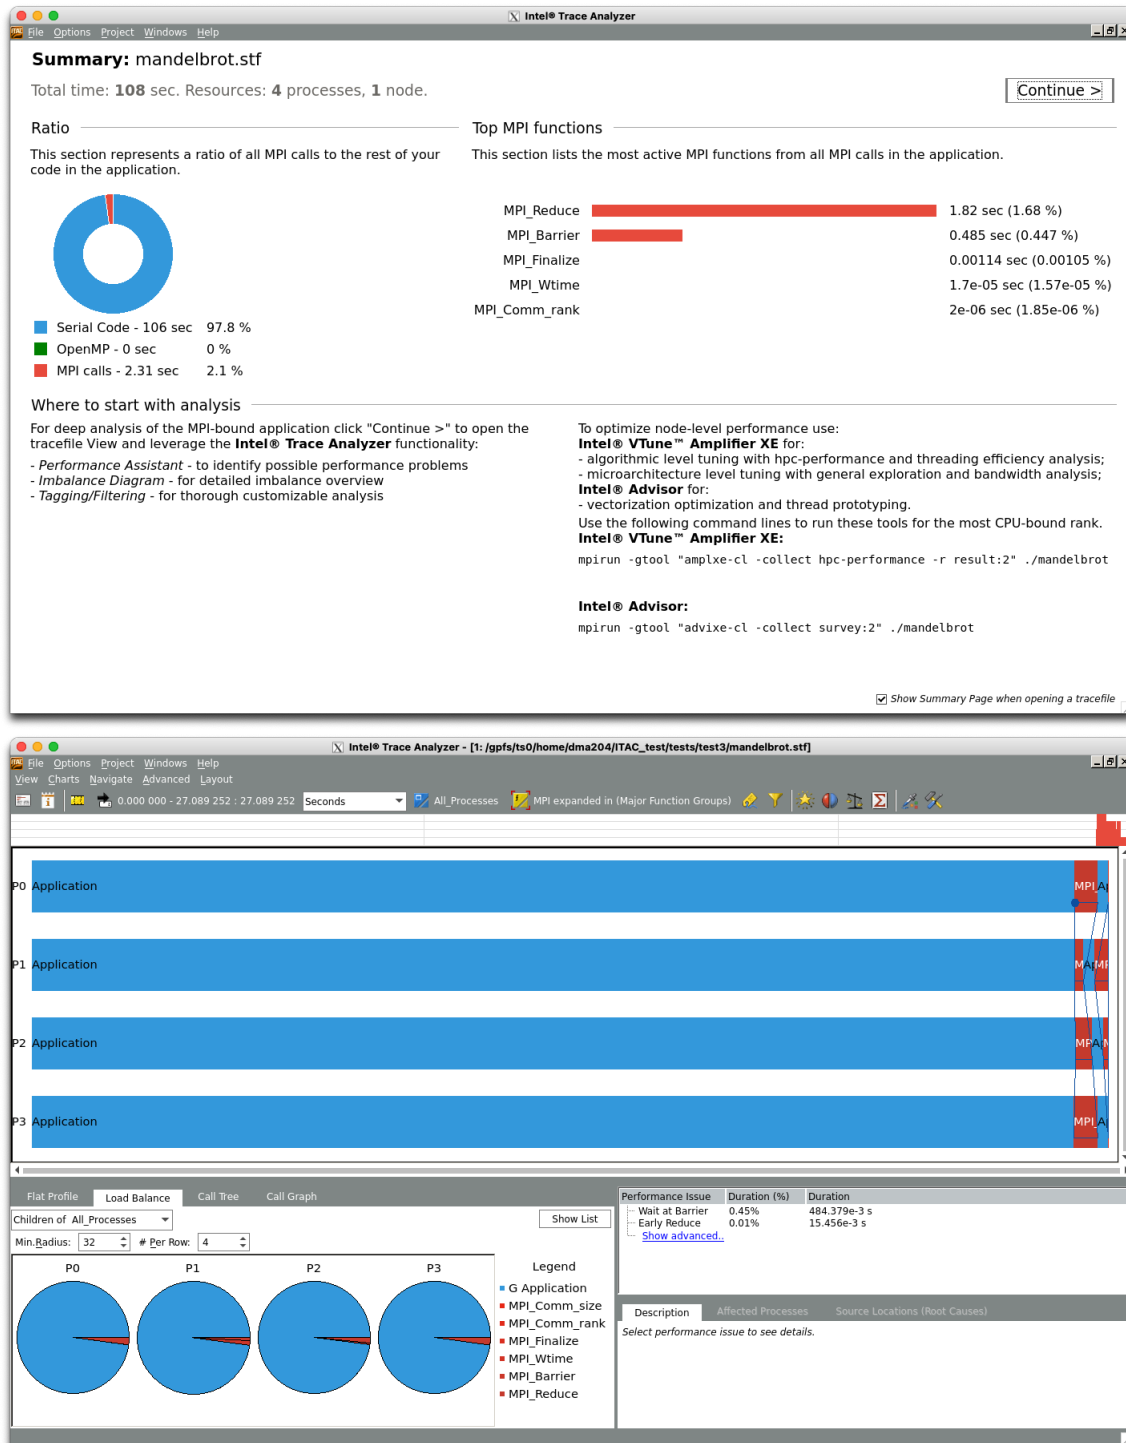 Intel® Trace Analyzer
File Options Project Windows Help
Summary: mandelbrot.stf
Total time: 108 sec. Resources: 4 processes, 1 node.
Continue >
Ratio
This section represents a ratio of all MPI calls to the rest of your
code in the application.
Serial Code - 106 sec 97.8 %
OpenMP - 0 sec 0 %
MPI calls - 2.31 sec 2.1 %
Top MPI functions
This section lists the most active MPI functions from all MPI calls in the application.
MPI_Reduce 1.82 sec (1.68 %)
MPI_Barrier 0.485 sec (0.447 %)
MPI_Finalize 0.00114 sec (0.00105 %)
MPI_Wtime 1.7e-05 sec (1.57e-05 %)
MPI_Comm_rank 2e-06 sec (1.85e-06 %)
Where to start with analysis
For deep analysis of the MPI-bound application click "Continue >" to open the
tracefile View and leverage the Intel® Trace Analyzer functionality:
- Performance Assistant - to identify possible performance problems
- Imbalance Diagram - for detailed imbalance overview
- Tagging/Filtering - for thorough customizable analysis
To optimize node-level performance use:
Intel® VTune™ Amplifier XE for:
- algorithmic level tuning with hpc-performance and threading efficiency analysis;
- microarchitecture level tuning with general exploration and bandwidth analysis;
Intel® Advisor for:
- vectorization optimization and thread prototyping.
Use the following command lines to run these tools for the most CPU-bound rank.
Intel® VTune™ Amplifier XE:
mpirun -gtool "amplxe-cl -collect hpc-performance -r result:2" ./mandelbrot
Intel® Advisor:
mpirun -gtool "advixe-cl -collect survey:2" ./mandelbrot
Show Summary Page when opening a tracefile
Intel® Trace Analyzer - [1: /gpfs/ts0/home/dma204/ITAC_test/tests/test3/mandelbrot.stf]
File Options Project Windows Help
View Charts Navigate Advanced Layout
0.000 000 - 27.089 252 : 27.089 252 Seconds All_Processes MPI expanded in (Major Function Groups)
P0 Application MPI_ Ap
P1 Application M Ap MP
P2 Application MP Ap M
P3 Application MPI_ Ap
Flat Profile Load Balance Call Tree Call Graph
Children of All_Processes Show List
Min.Radius: 32 # Per Row: 4
P0 P1 P2 P3
Legend
G Application
MPI_Comm_size
MPI_Comm_rank
MPI_Finalize
MPI_Wtime
MPI_Barrier
MPI_Reduce
Performance Issue Duration (%) Duration
Wait at Barrier 0.45% 484.379e-3 s
Early Reduce 0.01% 15.456e-3 s
Show advanced..
Description Affected Processes Source Locations (Root Causes)
Select performance issue to see details.